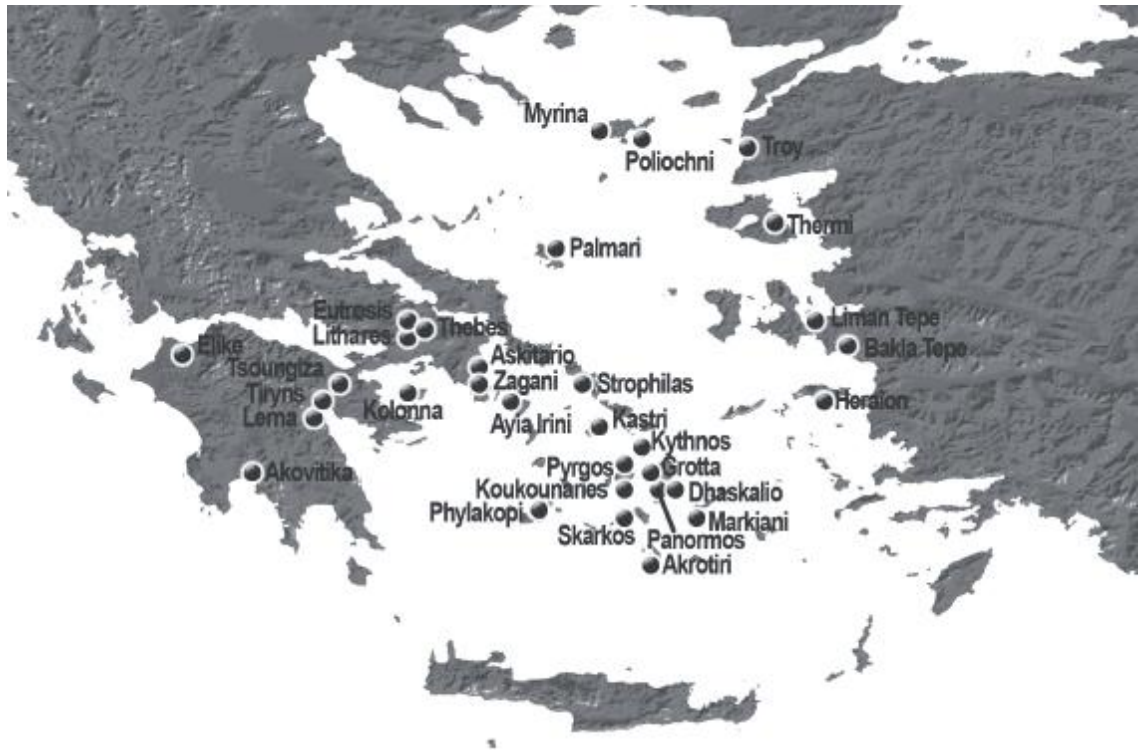 Myrina
Poliochni
Troy
Thermi
Palmari
Eutresis
Thebes
Lithares
Liman Tepe
Bakla Tepe
Elike
Askitario
Tsoungtza
Zagani
Strophilas
Tiryns
Kolonna
Ayia Irini
Heraion
Lerna
Kastri
Kythnos
Pyrgos
Grotta
Akovitika
Koukounaries
Dhaskalio
Phylakopi
Markiani
Skarkos
Panormos
Akrotiri